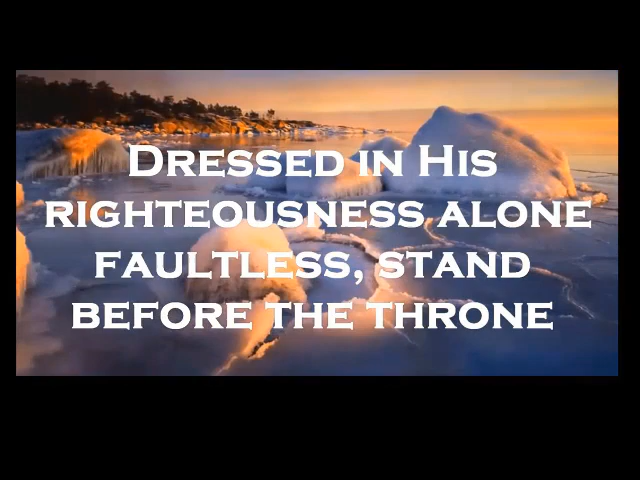 Dressed in His
righteousness alone
faultless, stand
before the throne